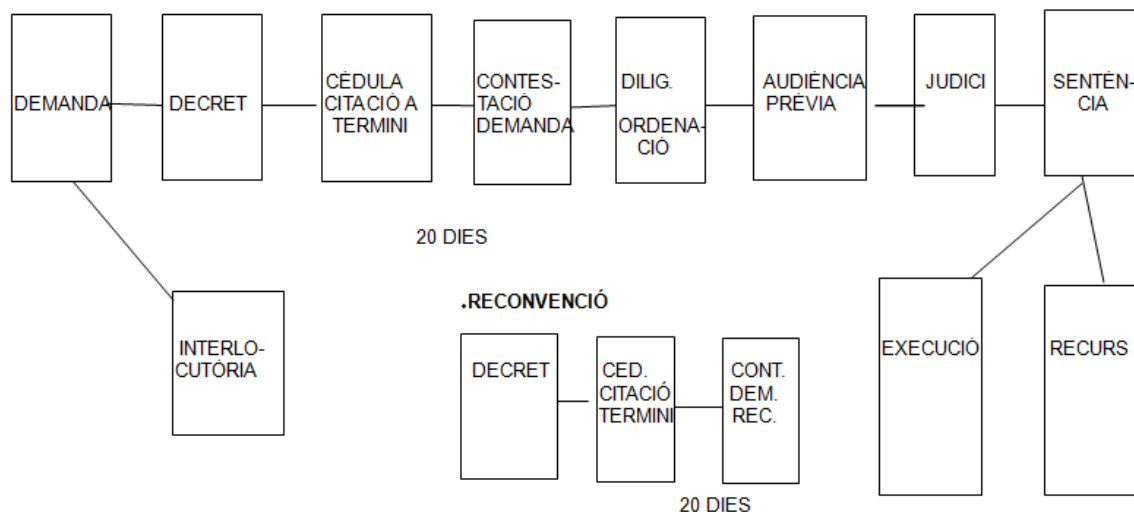 DEMANDA
DECRET
CÈDULA
CITACIÓ A
TERMINI
CONTES-
TACIÓ
DEMANDA
DILIG.
ORDENA-
CIÓ
AUDIÈNCIA
PRÈVIA
JUDICI
SENTÈN-
CIA
20 DIES
INTERLO-
CUTÒRIA
.RECONVENCIÓ
DECRET
CED.
CITACIÓ
TERMINI
CONT.
DEM.
REC.
EXECUCIÓ
RECURS
20 DIES